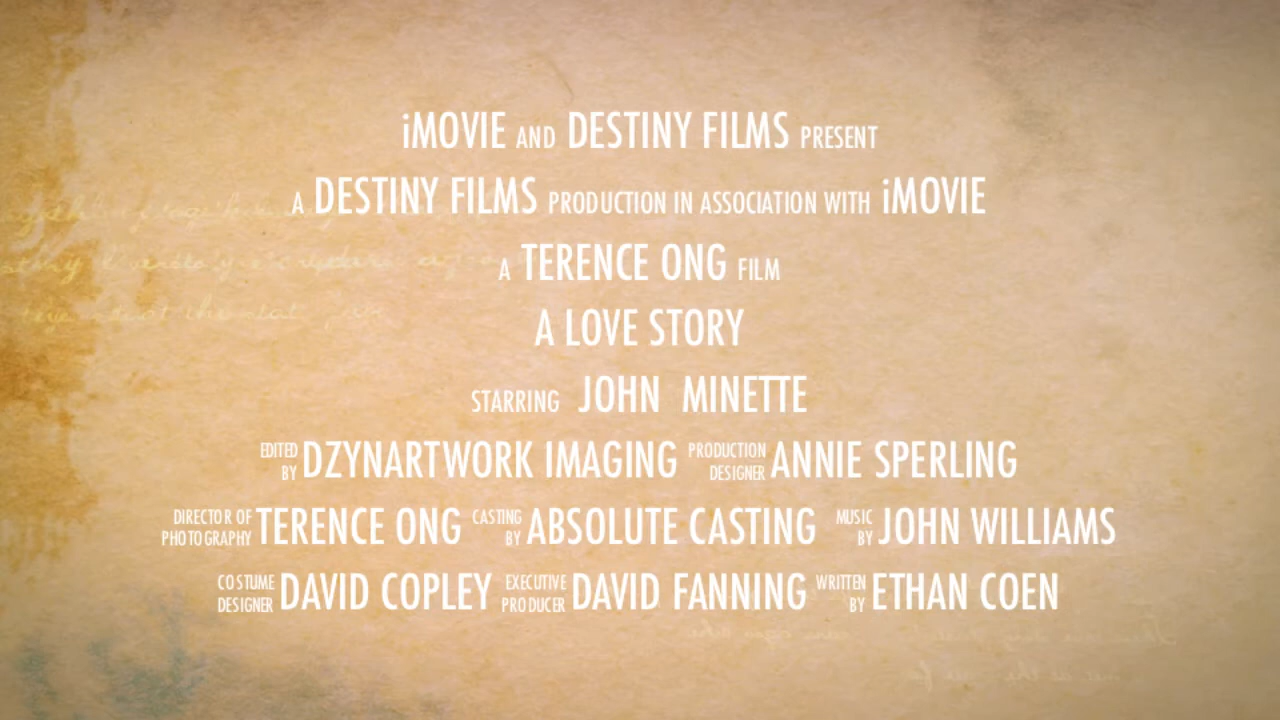 iMOVIE AND DESTINY FILMS PRESENT
A DESTINY FILMS PRODUCTION IN ASSOCIATION WITH iMOVIE
A TERENCE ONG FILM
A LOVE STORY
STARRING JOHN MINETTE
EDITED BY DZYNARTWORK IMAGING PRODUCTION DESIGNER ANNIE SPERLING
DIRECTOR OF PHOTOGRAPHY TERENCE ONG CASTING BY ABSOLUTE CASTING MUSIC BY JOHN WILLIAMS
COSTUME DESIGNER DAVID COPLEY EXECUTIVE PRODUCER DAVID FANNING WRITTEN BY ETHAN COEN